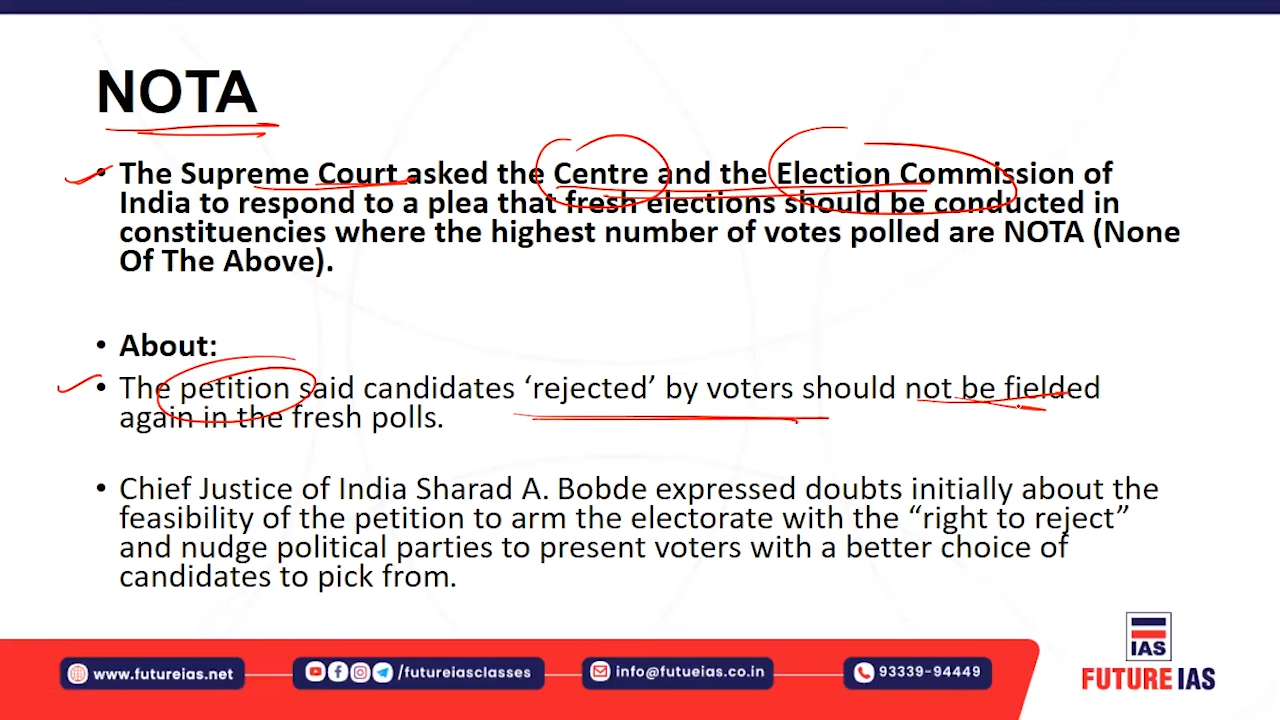 NOTA
• The Supreme Court asked the Centre and the Election Commission of
India to respond to a plea that fresh elections should be conducted in
constituencies where the highest number of votes polled are NOTA (None
Of The Above).
• About:
• The petition said candidates ‘rejected’ by voters should not be fielded
again in the fresh polls.
• Chief Justice of India Sharad A. Bobde expressed doubts initially about the
feasibility of the petition to arm the electorate with the “right to reject”
and nudge political parties to present voters with a better choice of
candidates to pick from.
IAS
FUTURE IAS
www.futureias.net
/futureiasclasses
info@futueias.co.in
93339-94449